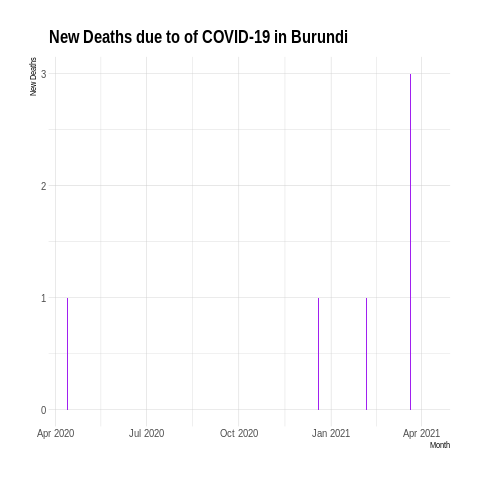 New Deaths due to of COVID-19 in Burundi
New Deaths
3
2
1
0
Apr 2020 Jul 2020 Oct 2020 Jan 2021 Apr 2021
Month